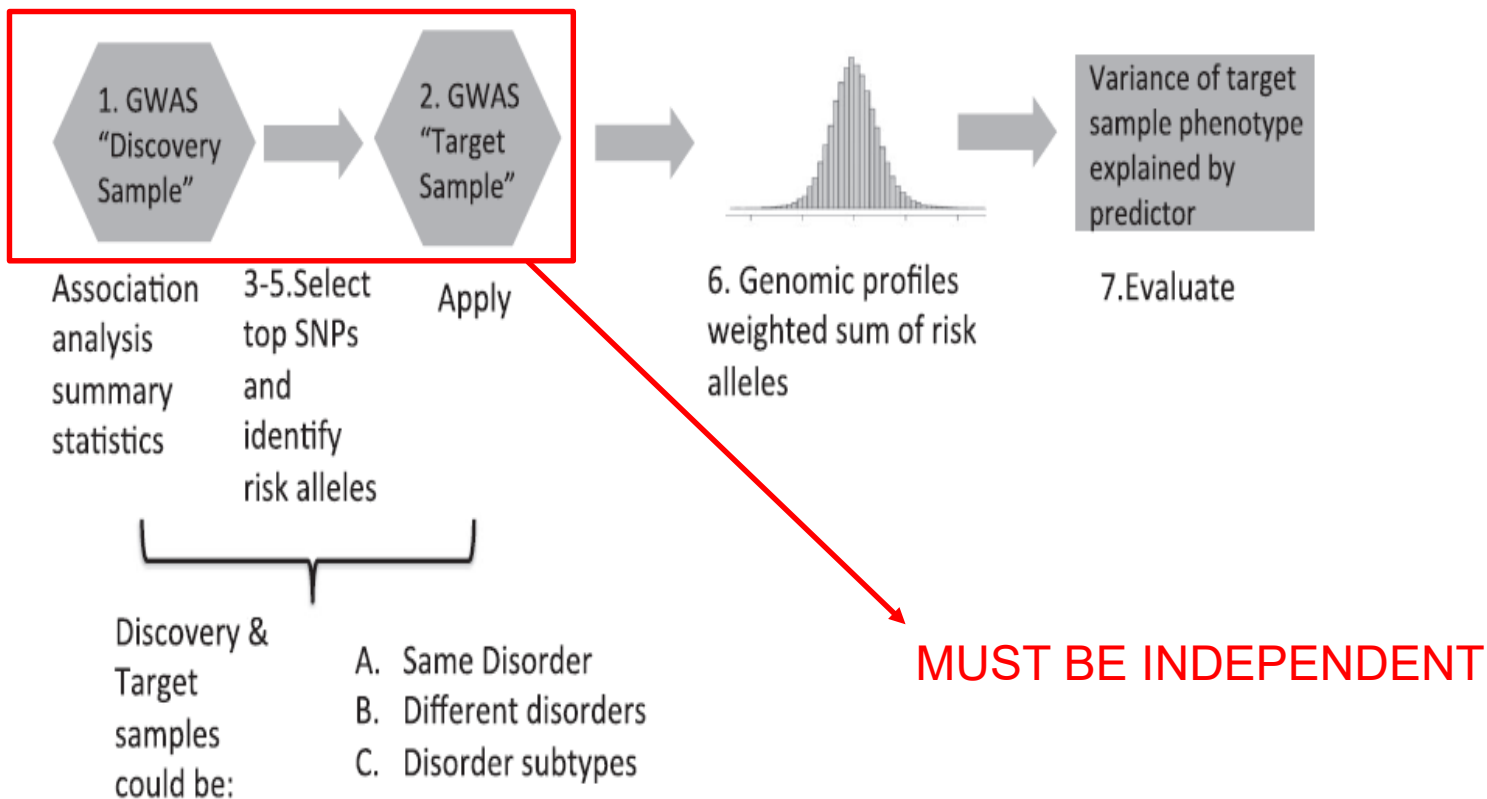 1. GWAS
“Discovery
Sample”
2. GWAS
“Target
Sample”
Variance of target
sample phenotype
explained by
predictor
Association
analysis
summary
statistics
3-5.Select
top SNPs
and
identify
risk alleles
Apply
6. Genomic profiles
weighted sum of risk
alleles
7.Evaluate
Discovery &
Target
samples
could be:
A. Same Disorder
B. Different disorders
C. Disorder subtypes
MUST BE INDEPENDENT